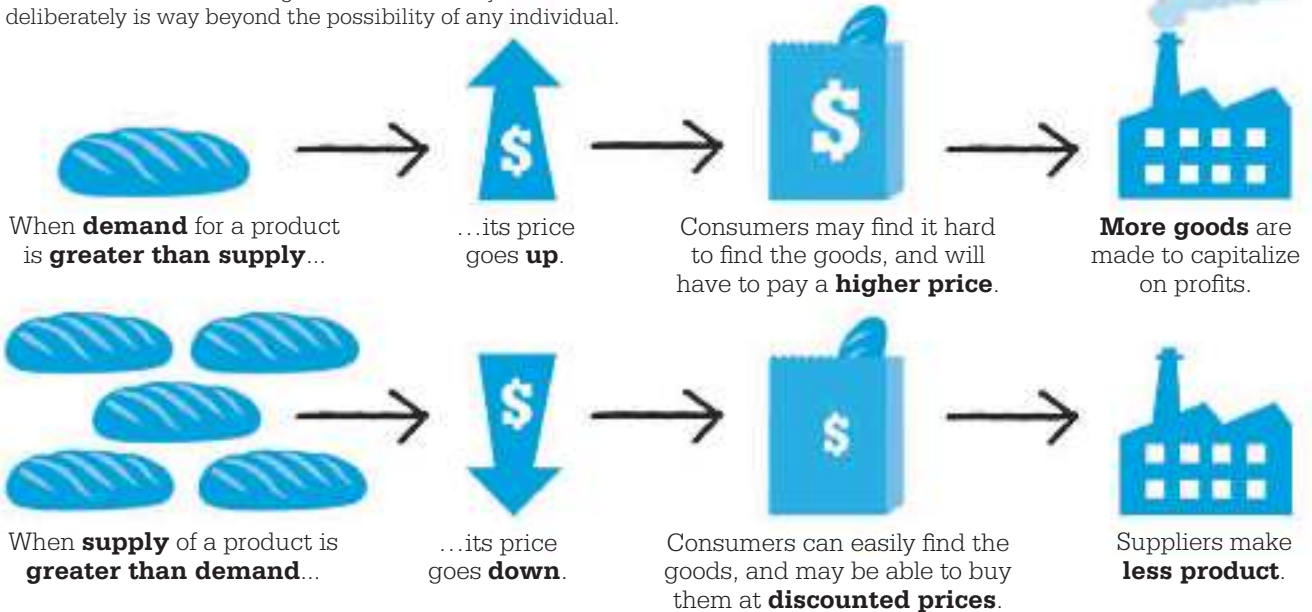 deliberately is way beyond the possibility of any individual.
$
$
$
When demand for a product
is greater than supply...
…its price
goes up.
Consumers may find it hard
to find the goods, and will
have to pay a higher price.
More goods are
made to capitalize
on profits.
$
$
When supply of a product is
greater than demand...
…its price
goes down.
Consumers can easily find the
goods, and may be able to buy
them at discounted prices.
Suppliers make
less product.